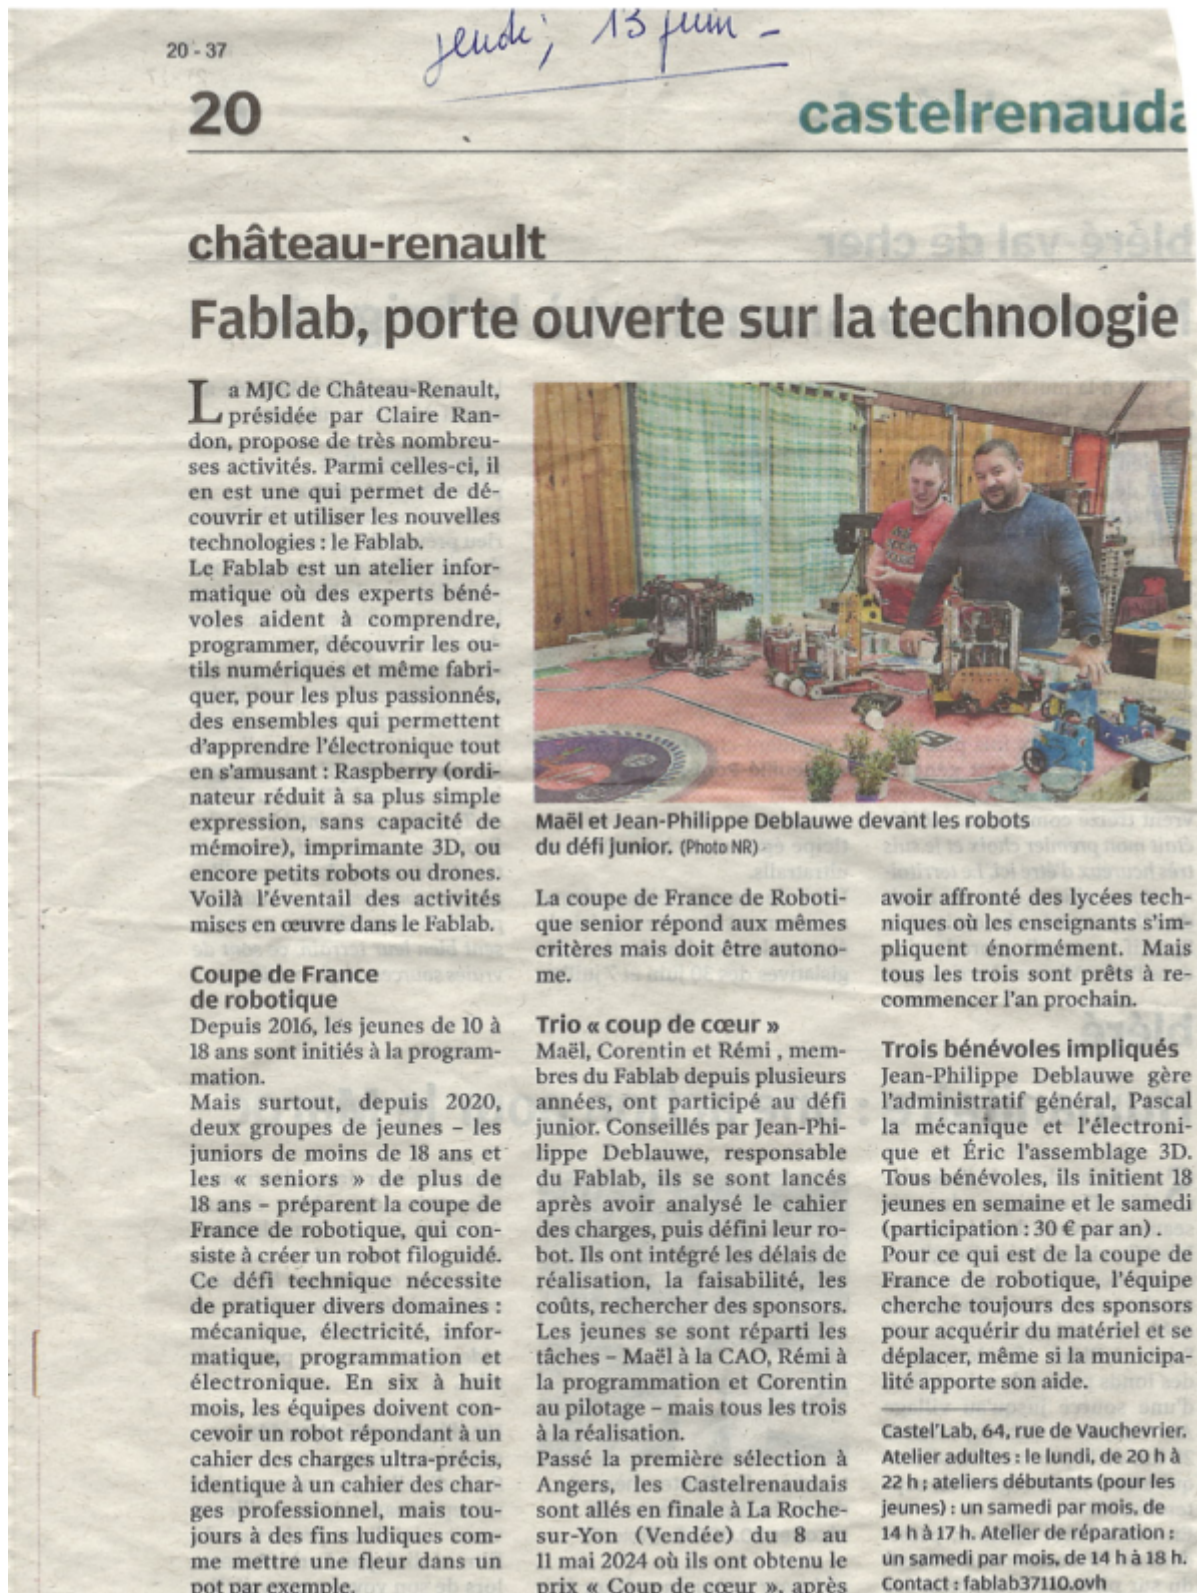 jeudi, 13 juin -
20 - 37
20
castelrenauda
château-renault
Fablab, porte ouverte sur la technologie
La MJC de Château-Renault,
présidée par Claire Ran-
don, propose de très nombreu-
ses activités. Parmi celles-ci, il
en est une qui permet de dé-
couvrir et utiliser les nouvelles
technologies : le Fablab.
Le Fablab est un atelier infor-
matique où des experts béné-
voles aident à comprendre,
programmer, découvrir les ou-
tils numériques et même fabri-
quer, pour les plus passionnés,
des ensembles qui permettent
d'apprendre l'électronique tout
en s'amusant : Raspberry (ordi-
nateur réduit à sa plus simple
expression, sans capacité de
mémoire), imprimante 3D, ou
encore petits robots ou drones.
Voilà l'éventail des activités
mises en œuvre dans le Fablab.
Coupe de France
de robotique
Depuis 2016, les jeunes de 10 à
18 ans sont initiés à la program-
mation.
Mais surtout, depuis 2020,
deux groupes de jeunes – les
juniors de moins de 18 ans et
les « seniors » de plus de
18 ans – préparent la coupe de
France de robotique, qui con-
siste à créer un robot filoguidé.
Ce défi technique nécessite
de pratiquer divers domaines :
mécanique, électricité, infor-
matique, programmation et
électronique. En six à huit
mois, les équipes doivent con-
cevoir un robot répondant à un
cahier des charges ultra-précis,
identique à un cahier des char-
ges professionnel, mais tou-
jours à des fins ludiques com-
me mettre une fleur dans un
pot par exemple.
Maël et Jean-Philippe Deblauwe devant les robots
du défi junior. (Photo NR)
La coupe de France de Roboti-
que senior répond aux mêmes
critères mais doit être autono-
me.
Trio « coup de cœur »
Maël, Corentin et Rémi , mem-
bres du Fablab depuis plusieurs
années, ont participé au défi
junior. Conseillés par Jean-Phi-
lippe Deblauwe, responsable
du Fablab, ils se sont lancés
après avoir analysé le cahier
des charges, puis défini leur ro-
bot. Ils ont intégré les délais de
réalisation, la faisabilité, les
coûts, rechercher des sponsors.
Les jeunes se sont réparti les
tâches – Maël à la CAO, Rémi à
la programmation et Corentin
au pilotage – mais tous les trois
à la réalisation.
Passé la première sélection à
Angers, les Castelrenaudais
sont allés en finale à La Roche-
sur-Yon (Vendée) du 8 au
11 mai 2024 où ils ont obtenu le
prix « Coup de cœur », après
avoir affronté des lycées tech-
niques où les enseignants s'im-
pliquent énormément. Mais
tous les trois sont prêts à re-
commencer l'an prochain.
Trois bénévoles impliqués
Jean-Philippe Deblauwe gère
l'administratif général, Pascal
la mécanique et l'électroni-
que et Éric l'assemblage 3D.
Tous bénévoles, ils initient 18
jeunes en semaine et le samedi
(participation : 30 € par an) .
Pour ce qui est de la coupe de
France de robotique, l'équipe
cherche toujours des sponsors
pour acquérir du matériel et se
déplacer, même si la municipa-
lité apporte son aide.
Castel'Lab, 64, rue de Vauchevrier.
Atelier adultes : le lundi, de 20 h à
22 h ; ateliers débutants (pour les
jeunes) : un samedi par mois, de
14 h à 17 h. Atelier de réparation :
un samedi par mois, de 14 h à 18 h.
Contact : fablab37110.ovh